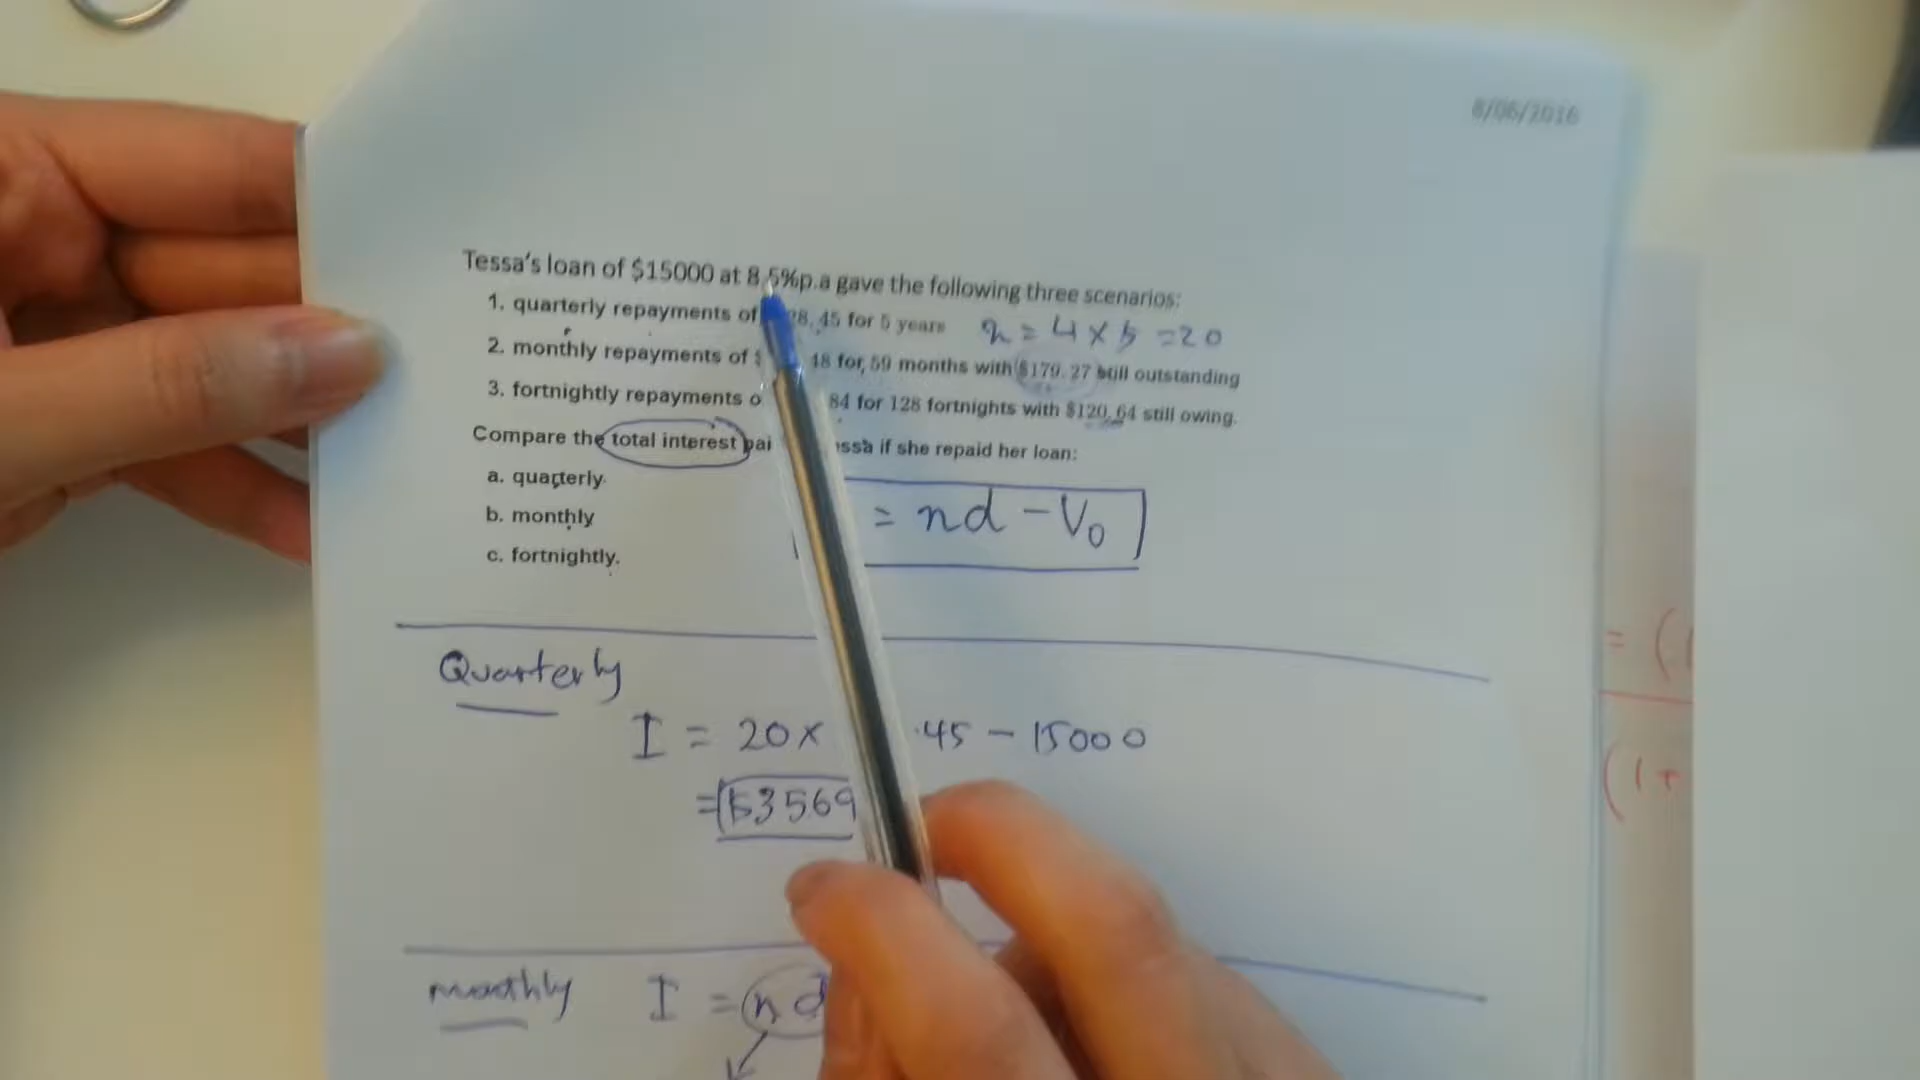 8/06/2016
Tessa's loan of $15000 at 8.5%p.a gave the following three scenarios:
1. quarterly repayments of 28.45 for 5 years n = 4 × 5 = 20
2. monthly repayments of $ 48 for 59 months with $179.27 still outstanding
3. fortnightly repayments o 84 for 128 fortnights with $120.64 still owing.
Compare the total interest pai ssa if she repaid her loan:
a. quarterly
= nd - V₀
b. monthly
c. fortnightly.
Quarterly
I = 20× .45 - 15000
= $3569
= (1
(1+
monthly I = nd